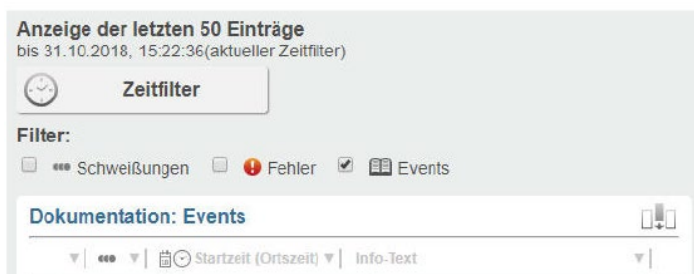 Anzeige der letzten 50 Einträge
bis 31.10.2018, 15:22:36(aktueller Zeitfilter)
Zeitfilter
Filter:
Schweißungen Fehler Events
Dokumentation: Events
Startzeit (Ortszeit) Info-Text